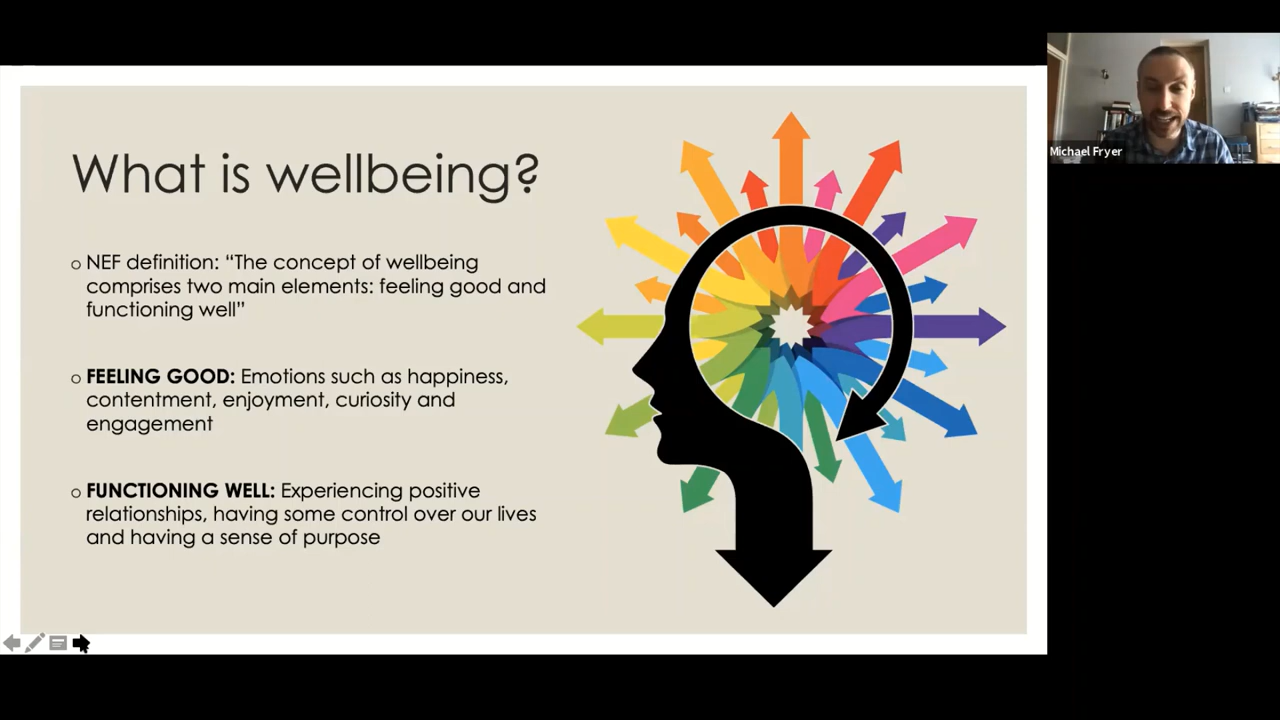 What is wellbeing?
NEF definition: “The concept of wellbeing
comprises two main elements: feeling good and
functioning well”
FEELING GOOD: Emotions such as happiness,
contentment, enjoyment, curiosity and
engagement
FUNCTIONING WELL: Experiencing positive
relationships, having some control over our lives
and having a sense of purpose
Michael Fryer